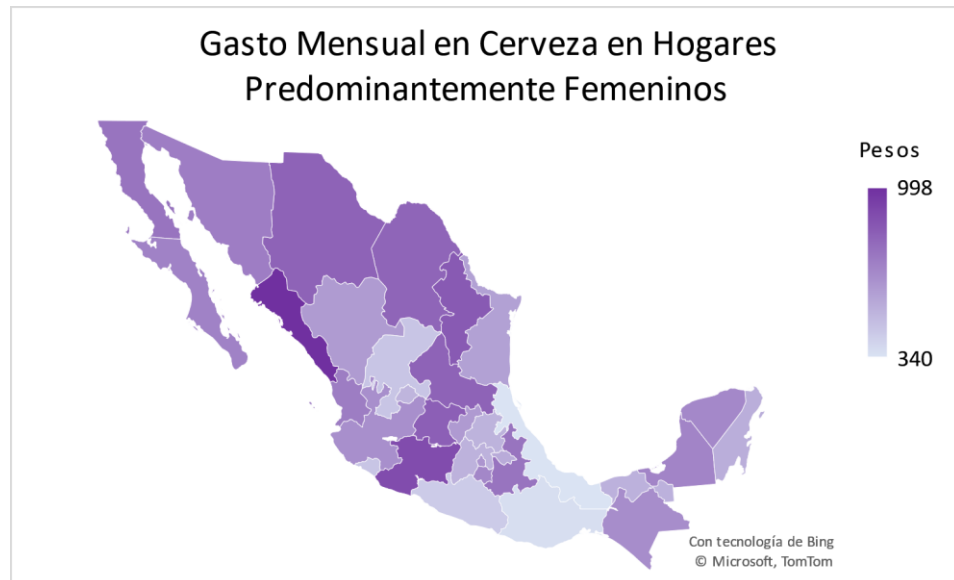 Gasto Mensual en Cerveza en Hogares
Predominantemente Femeninos
Pesos
998
340
Con tecnología de Bing
© Microsoft, TomTom